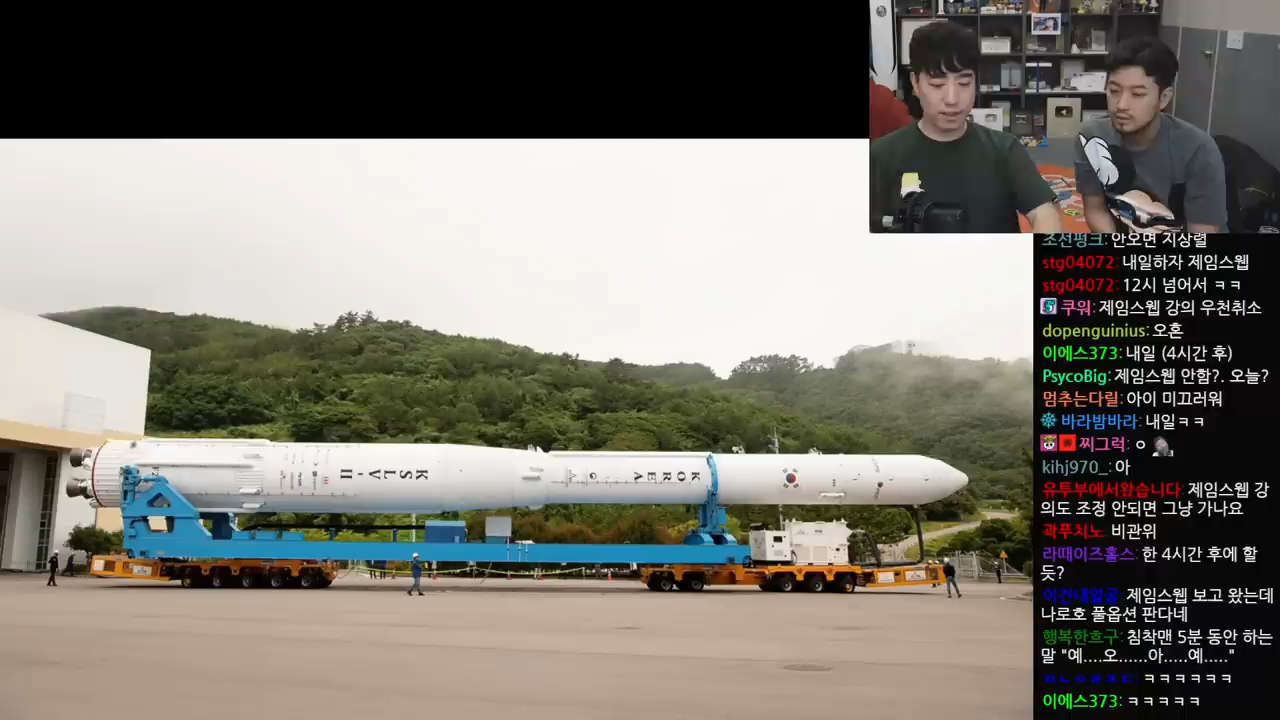 조선펑크: 안오면 지상렬
stg04072: 내일하자 제임스웹
stg04072: 12시 넘어서 ㅋㅋ
쿠워: 제임스웹 강의 우천취소
dopenguinius: 오혼
이에스373: 내일 (4시간 후)
PsycoBig: 제임스웹 안함?. 오늘?
멈추는다릴: 아이 미끄러워
바라밤바라: 내일ㅋㅋ
찌그럭: ㅇ
kihj970_: 아
유투부에서왔습니다: 제임스웹 강
의도 조정 안되면 그냥 가나요
곽푸치노: 비관위
라떼이즈홀스: 한 4시간 후에 할
듯?
이건내얼굴: 제임스웹 보고 왔는데
나로호 풀옵션 판다네
행복한흐구: 침착맨 5분 동안 하는
말 "예....오......아.....예....."
ㅋㅋㅋㅋㅋㅋ
이에스373: ㅋㅋㅋㅋㅋ
KSLV-II
KOREA